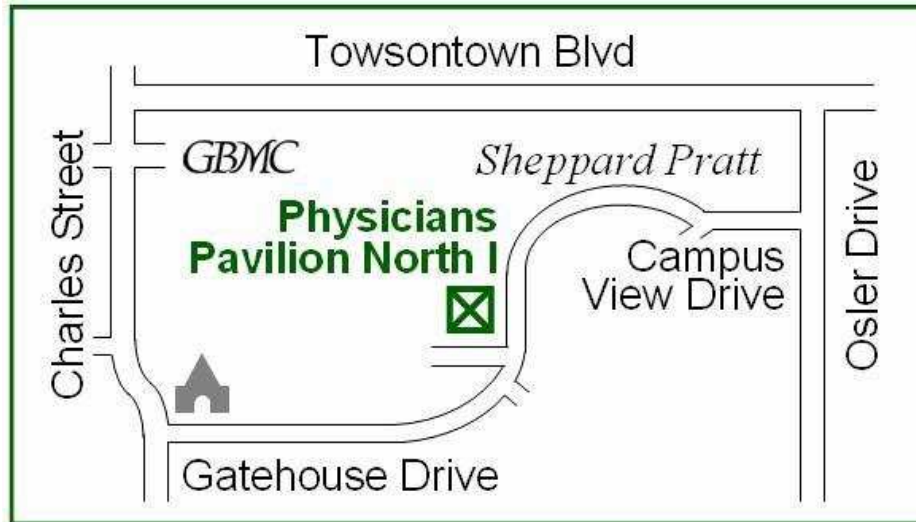 Towsontown Blvd
Charles Street
GBMC
Sheppard Pratt
Physicians
Pavilion North I
Campus
View Drive
Osler Drive
Gatehouse Drive